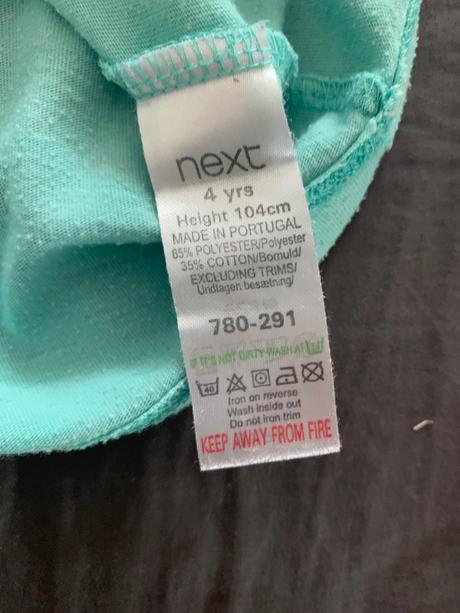 next
4 yrs
Height 104cm
MADE IN PORTUGAL
65% POLYESTER/Polyester
35% COTTON/Bomuld/
EXCLUDING TRIMS/
Undtagen besætning/
780-291
IF IT'S NOT DIRTY WASH AT
40
Iron on reverse
Wash inside out
Do not iron trim
KEEP AWAY FROM FIRE